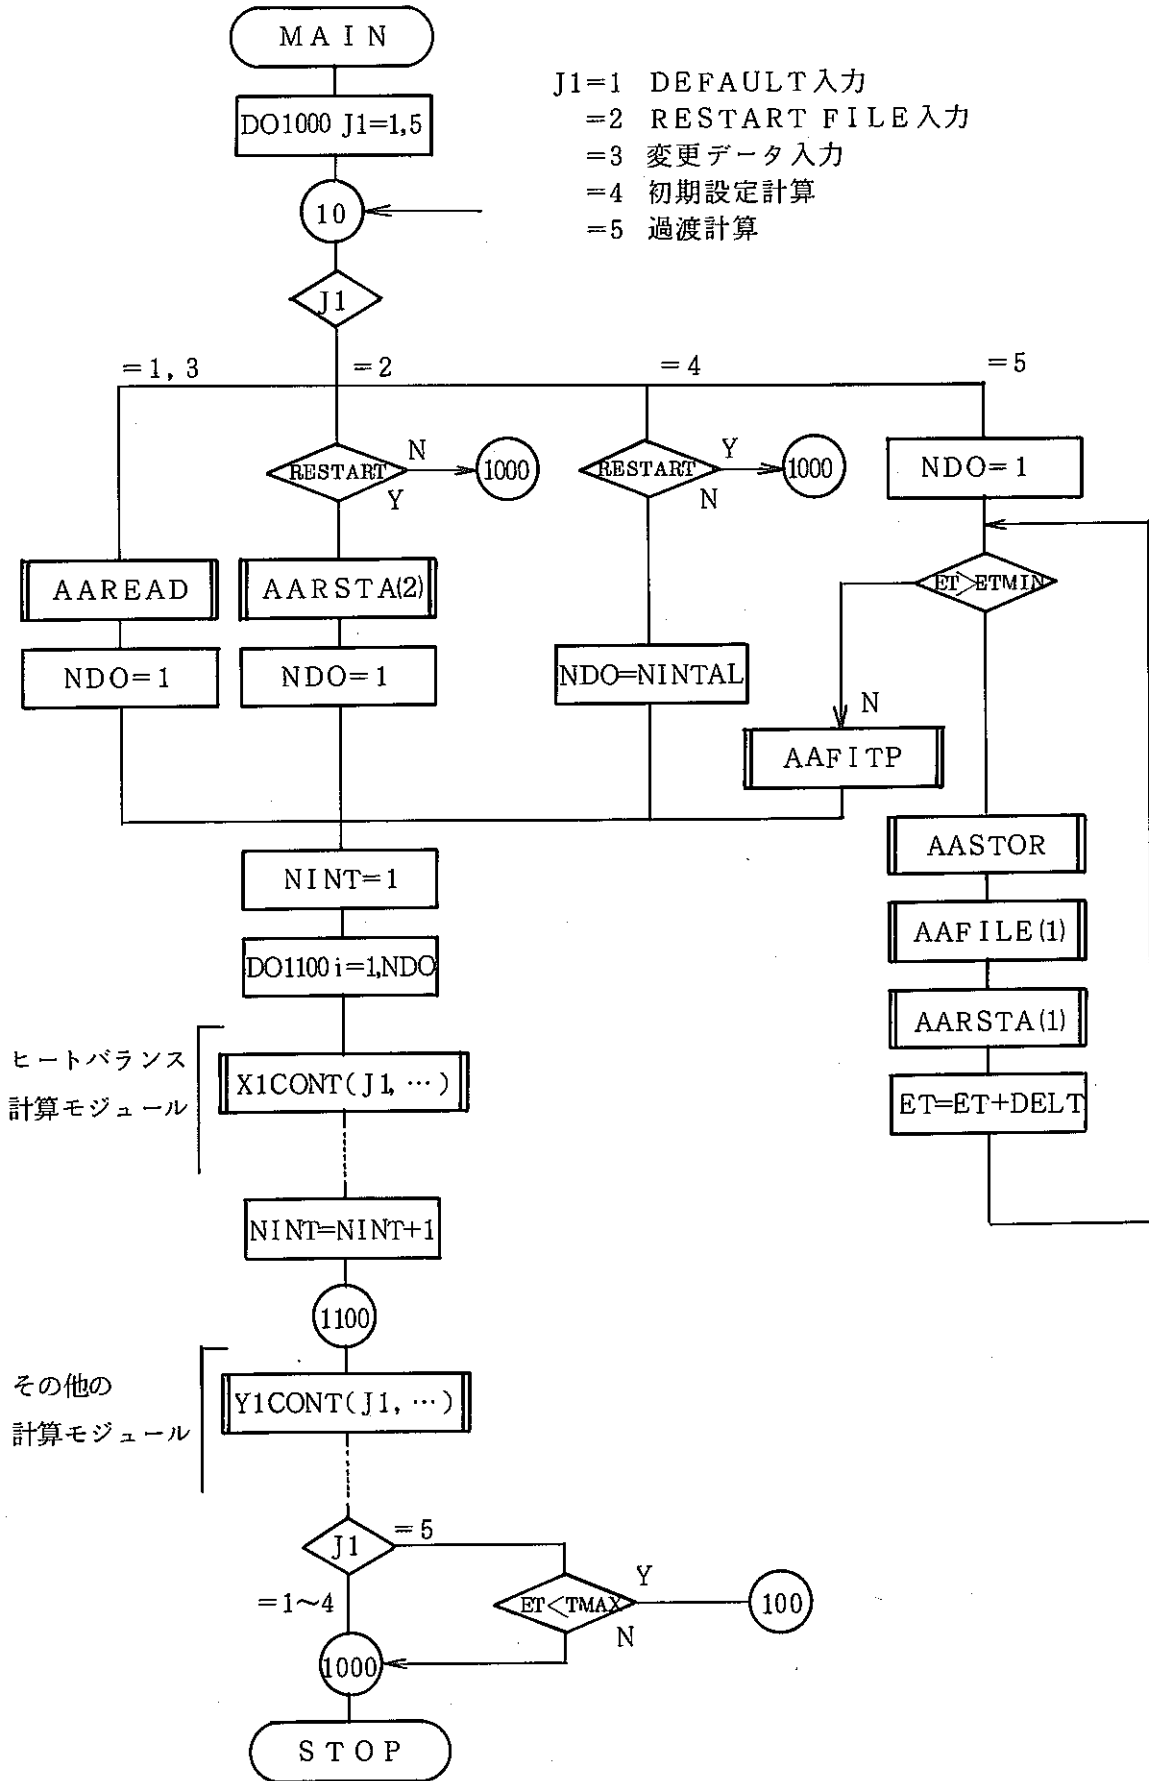 MAIN
J1=1 DEFAULT入力
DO1000 J1=1,5
=2 RESTART FILE入力
=3 変更データ入力
=4 初期設定計算
10
=5 過渡計算
J1
=1, 3
=2
=4
=5
RESTART
N
1000
Y
RESTART
Y
1000
N
NDO=1
AAREAD
AARSTA(2)
ET>ETMIN
NDO=1
NDO=1
NDO=NINTAL
N
AAFITP
AASTOR
NINT=1
AAFILE(1)
DO1100 i=1,NDO
AARSTA(1)
ヒートバランス
計算モジュール
X1CONT(J1, …)
ET=ET+DELT
NINT=NINT+1
1100
その他の
計算モジュール
Y1CONT(J1, …)
J1
=5
=1~4
ET<TMAX
Y
100
N
1000
STOP